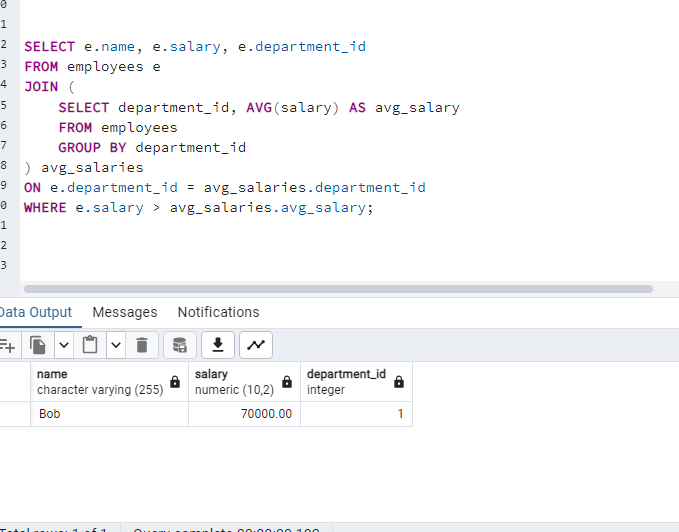 0
1
2 SELECT e.name, e.salary, e.department_id
3 FROM employees e
4 JOIN (
5 SELECT department_id, AVG(salary) AS avg_salary
6 FROM employees
7 GROUP BY department_id
8 ) avg_salaries
9 ON e.department_id = avg_salaries.department_id
0 WHERE e.salary > avg_salaries.avg_salary;
1
2
3
Data Output Messages Notifications
name salary department_id
character varying (255) numeric (10,2) integer
Bob 70000.00 1
Total rows: 1 of 1 Query complete 00:00:00.100